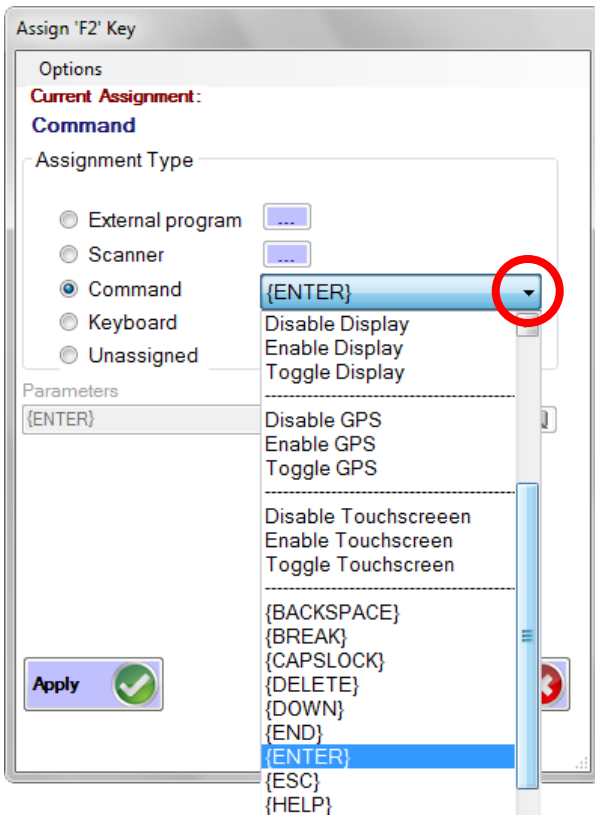 Assign 'F2' Key
Options
Current Assignment:
Command
Assignment Type
External program ...
Scanner ...
Command {ENTER}
Keyboard
Unassigned
Disable Display
Enable Display
Toggle Display
Parameters
{ENTER}
Disable GPS
Enable GPS
Toggle GPS
Disable Touchscreeen
Enable Touchscreen
Toggle Touchscreen
{BACKSPACE}
{BREAK}
{CAPSLOCK}
{DELETE}
{DOWN}
{END}
{ENTER}
{ESC}
{HELP}
Apply